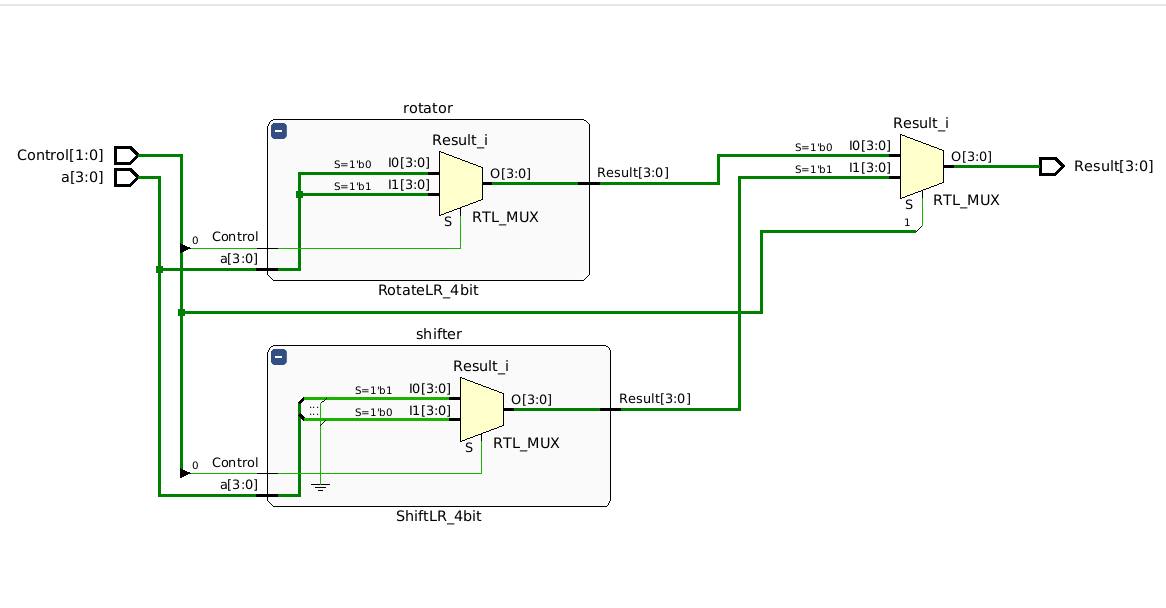 rotator
Result_i
Control[1:0]
a[3:0]
S=1'b0 I0[3:0]
S=1'b1 I1[3:0]
O[3:0]
S
RTL_MUX
Result[3:0]
0 Control
a[3:0]
RotateLR_4bit
Result_i
S=1'b0 I0[3:0]
S=1'b1 I1[3:0]
O[3:0]
S
RTL_MUX
1
Result[3:0]
shifter
Result_i
S=1'b1 I0[3:0]
S=1'b0 I1[3:0]
O[3:0]
S
RTL_MUX
Result[3:0]
0 Control
a[3:0]
ShiftLR_4bit